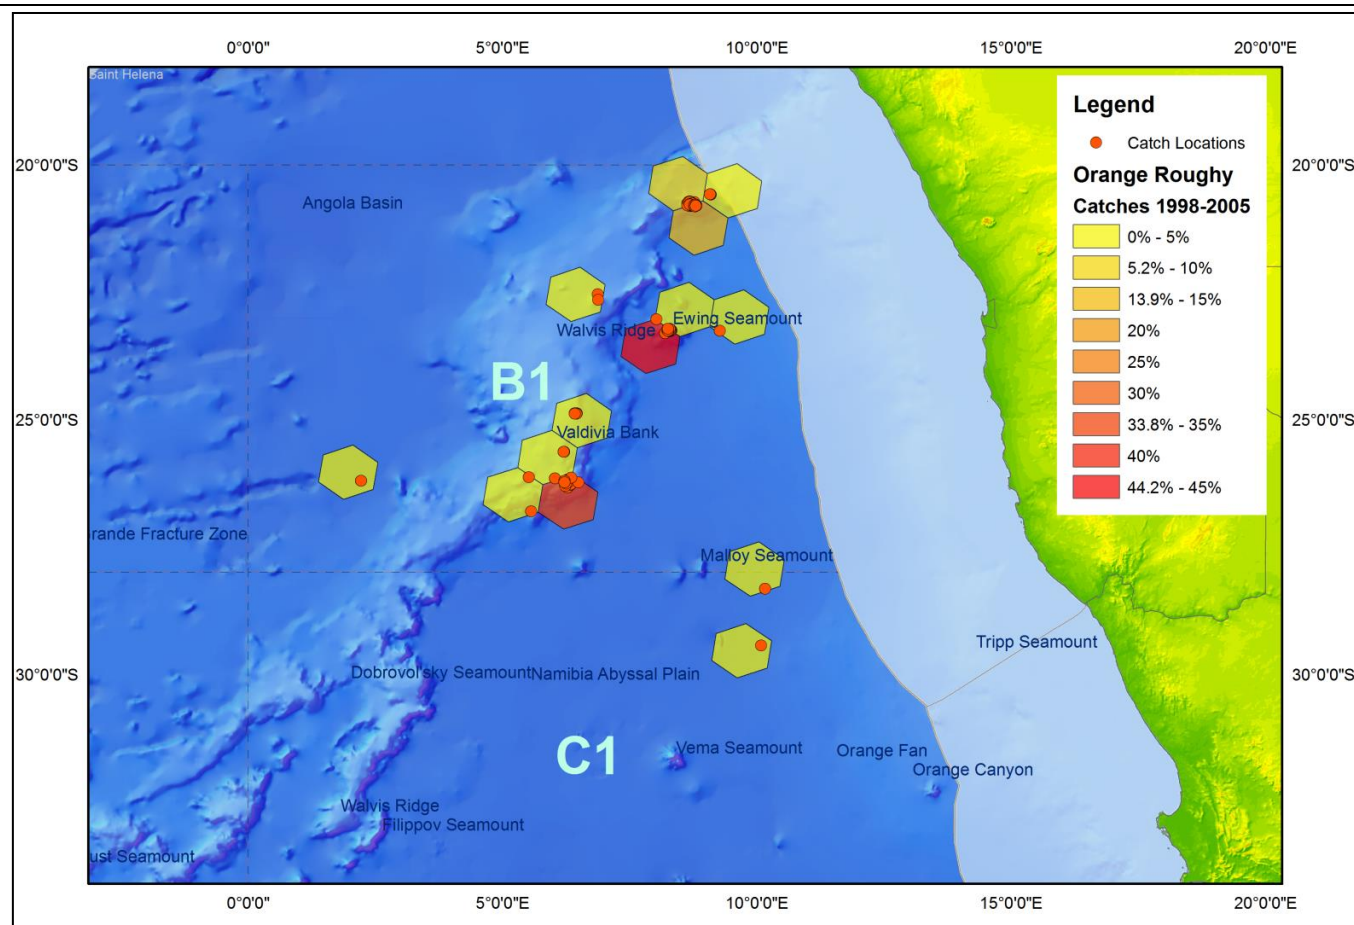 0°0'0" 5°0'0"E 10°0'0"E 15°0'0"E 20°0'0"E
Saint Helena
Legend
Catch Locations
20°0'0"S 20°0'0"S
Orange Roughy
Angola Basin
Catches 1998-2005
0% - 5%
5.2% - 10%
13.9% - 15%
Ewing Seamount
Walvis Ridge
20%
25%
B1
30%
25°0'0"S 25°0'0"S
33.8% - 35%
Valdivia Bank
40%
44.2% - 45%
rande Fracture Zone
Malloy Seamount
Tripp Seamount
30°0'0"S 30°0'0"S
Dobrovol'sky Seamount Namibia Abyssal Plain
C1
Vema Seamount Orange Fan
Orange Canyon
Walvis Ridge
Filippov Seamount
ust Seamount
0°0'0" 5°0'0"E 10°0'0"E 15°0'0"E 20°0'0"E